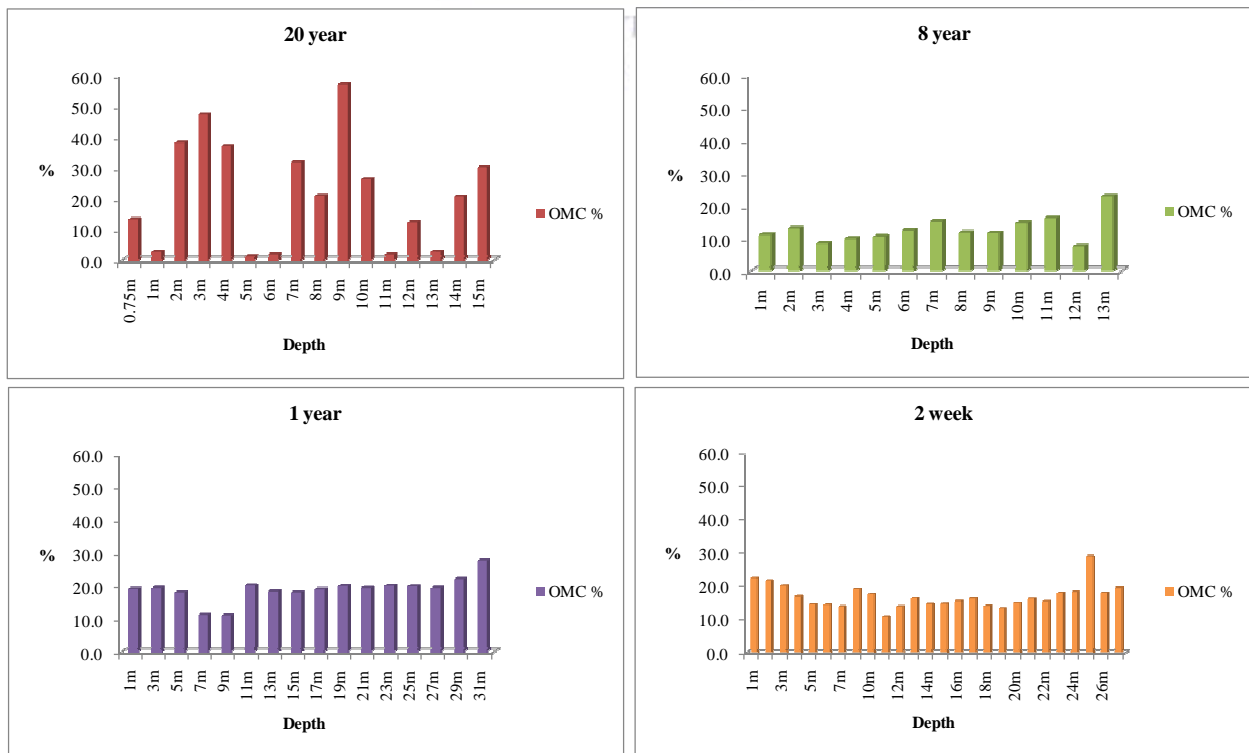 20 year
60.0
50.0
40.0
30.0
20.0
10.0
0.0
%
0.75m
1m
2m
3m
4m
5m
6m
7m
8m
9m
10m
11m
12m
13m
14m
15m
Depth
OMC %
8 year
60.0
50.0
40.0
30.0
20.0
10.0
0.0
%
1m
2m
3m
4m
5m
6m
7m
8m
9m
10m
11m
12m
13m
Depth
OMC %
1 year
60.0
50.0
40.0
30.0
20.0
10.0
0.0
%
1m
3m
5m
7m
9m
11m
13m
15m
17m
19m
21m
23m
25m
27m
29m
31m
Depth
OMC %
2 week
60.0
50.0
40.0
30.0
20.0
10.0
0.0
%
1m
3m
5m
7m
10m
12m
14m
16m
18m
20m
22m
24m
26m
Depth
OMC %